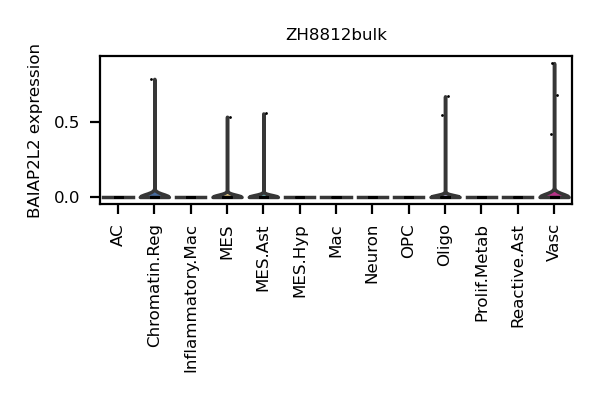 ZH8812bulk
BAIAP2L2 expression
0.5
0.0
AC
Chromatin.Reg
Inflammatory.Mac
MES
MES.Ast
MES.Hyp
Mac
Neuron
OPC
Oligo
Prolif.Metab
Reactive.Ast
Vasc